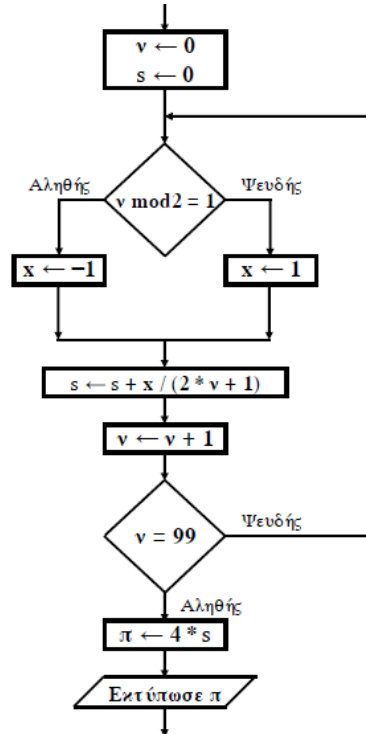 ν ← 0
s ← 0
Αληθής
Ψευδής
ν mod2 = 1
x ← −1
x ← 1
s ← s + x / (2 * ν + 1)
ν ← ν + 1
ν = 99
Ψευδής
Αληθής
π ← 4 * s
Εκτύπωσε π